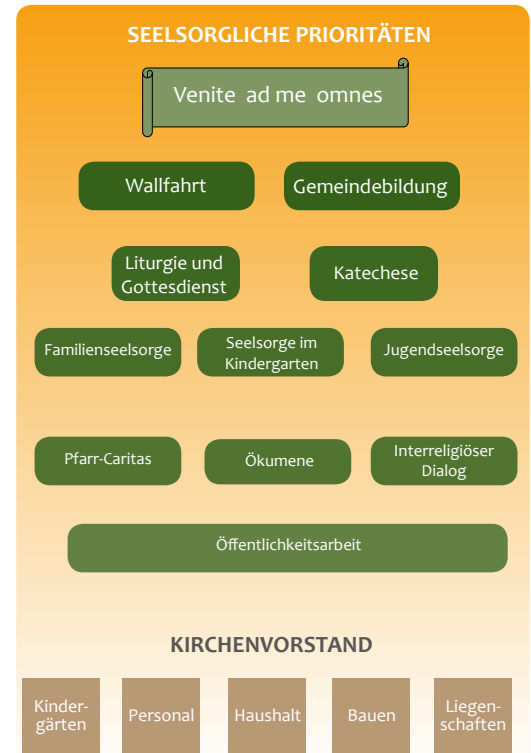 SEELSORGLICHE PRIORITÄTEN
Venite ad me omnes
Wallfahrt
Gemeindebildung
Liturgie und
Gottesdienst
Katechese
Familienseelsorge
Seelsorge im
Kindergarten
Jugendseelsorge
Pfarr-Caritas
Ökumene
Interreligiöser
Dialog
Öffentlichkeitsarbeit
KIRCHENVORSTAND
Kinder-
gärten
Personal
Haushalt
Bauen
Liegen-
schaften